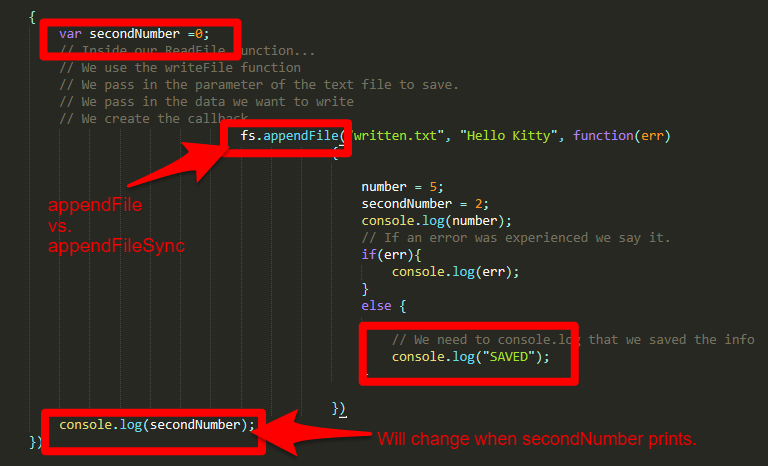 {
var secondNumber =0;
// Inside our ReadFile function...
// We use the writeFile function
// We pass in the parameter of the text file to save.
// We pass in the data we want to write
// We create the callback
fs.appendFile("written.txt", "Hello Kitty", function(err)
{
number = 5;
secondNumber = 2;
console.log(number);
// If an error was experienced we say it.
if(err){
console.log(err);
}
else {
// We need to console.log that we saved the info
console.log("SAVED");
})
console.log(secondNumber);
})
appendFile
vs.
appendFileSync
Will change when secondNumber prints.